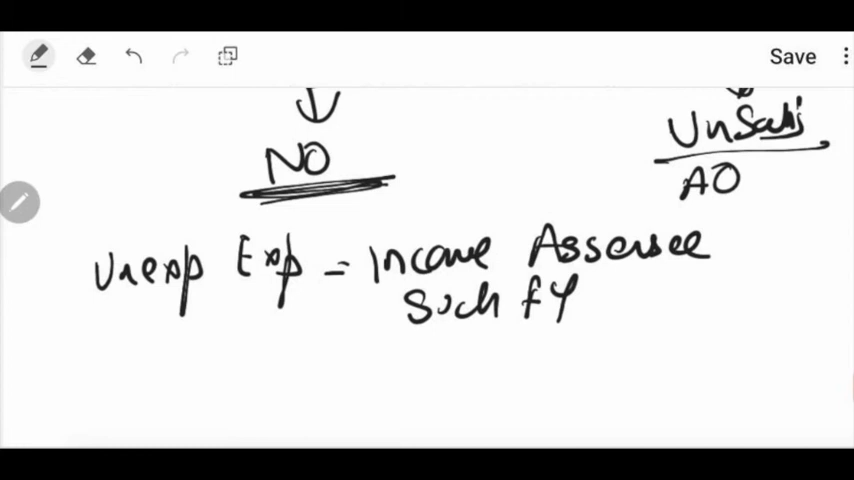 Save
NO
UnSatis
AO
Unexp Exp = Income Assessee
Such FY